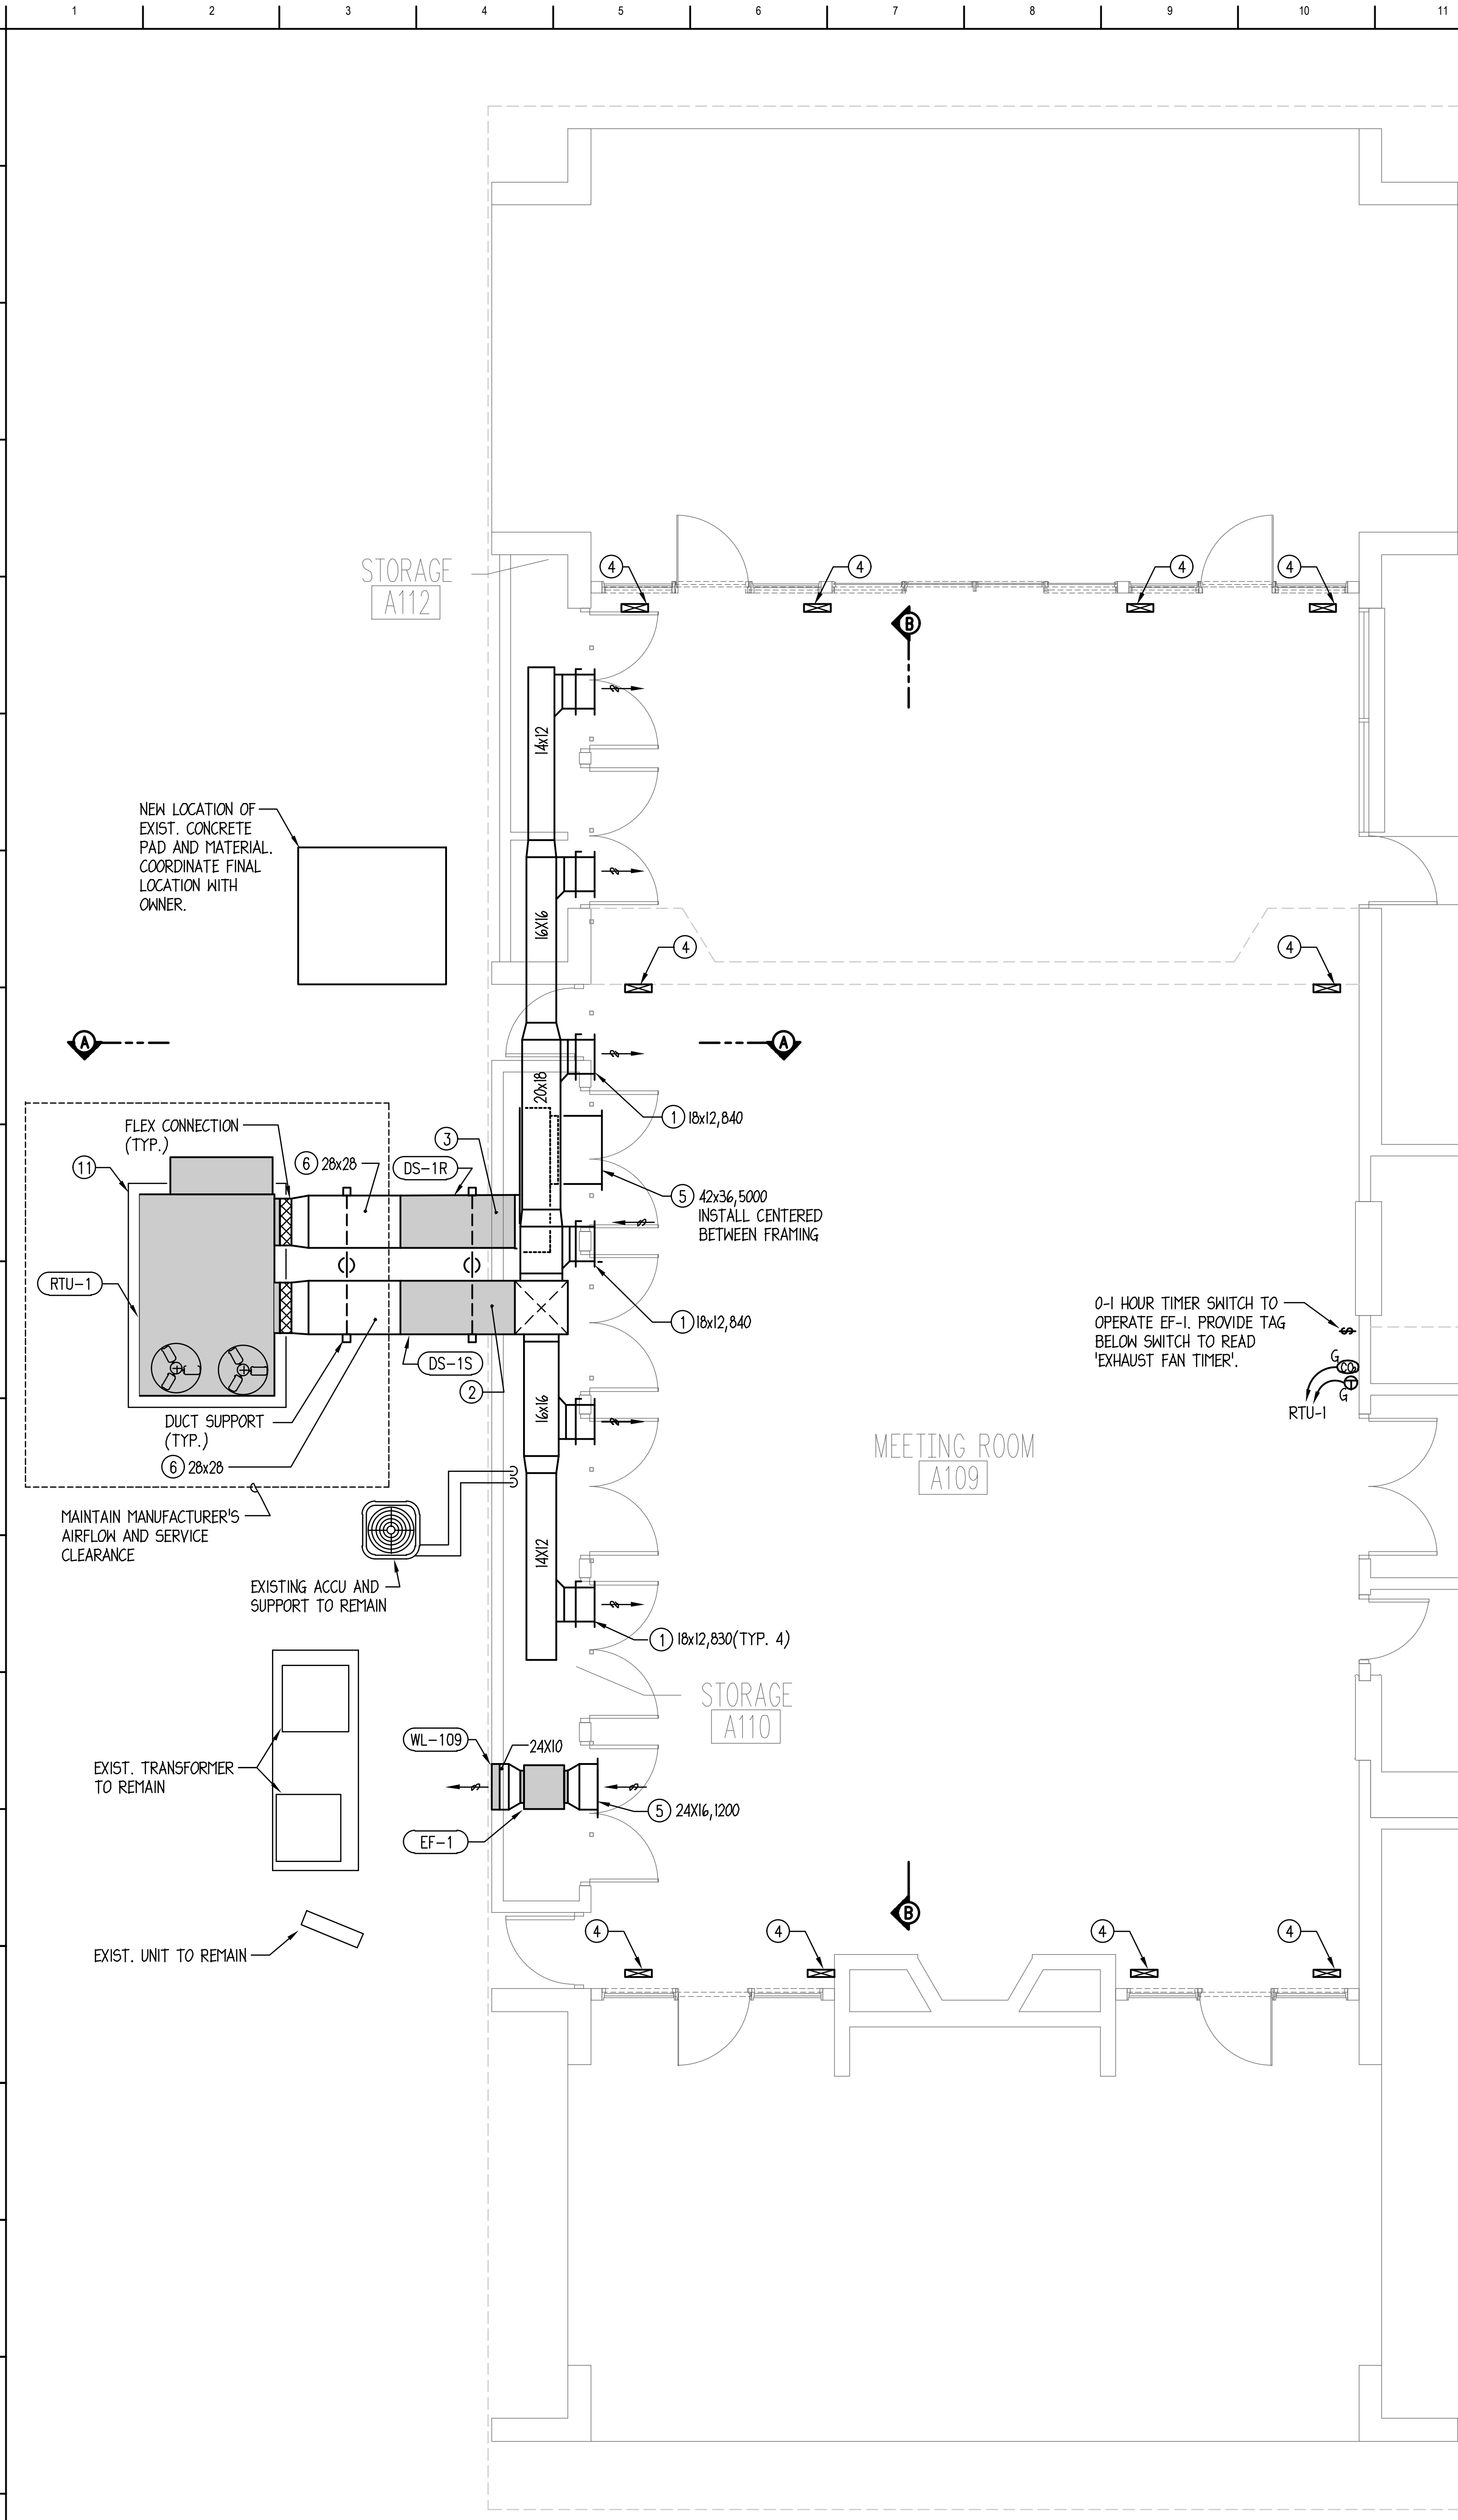 1 2 3 4 5 6 7 8 9 10 11
STORAGE
A112
4
4
4
4
B
14x12
NEW LOCATION OF
EXIST. CONCRETE
PAD AND MATERIAL.
COORDINATE FINAL
LOCATION WITH
OWNER.
16X16
4
4
A
A
20x18
1 18x12,840
FLEX CONNECTION
(TYP.)
11
6 28x28
3
DS-1R
5 42x36,5000
INSTALL CENTERED
BETWEEN FRAMING
RTU-1
1 18x12,840
DS-1S
2
0-1 HOUR TIMER SWITCH TO
OPERATE EF-1. PROVIDE TAG
BELOW SWITCH TO READ
'EXHAUST FAN TIMER'.
S
G
CO2
T
G
RTU-1
DUCT SUPPORT
(TYP.)
6 28x28
16x16
MEETING ROOM
A109
MAINTAIN MANUFACTURER'S
AIRFLOW AND SERVICE
CLEARANCE
14X12
EXISTING ACCU AND
SUPPORT TO REMAIN
1 18x12,830(TYP. 4)
STORAGE
A110
WL-109
24X10
EXIST. TRANSFORMER
TO REMAIN
5 24X16,1200
EF-1
B
EXIST. UNIT TO REMAIN
4
4
4
4